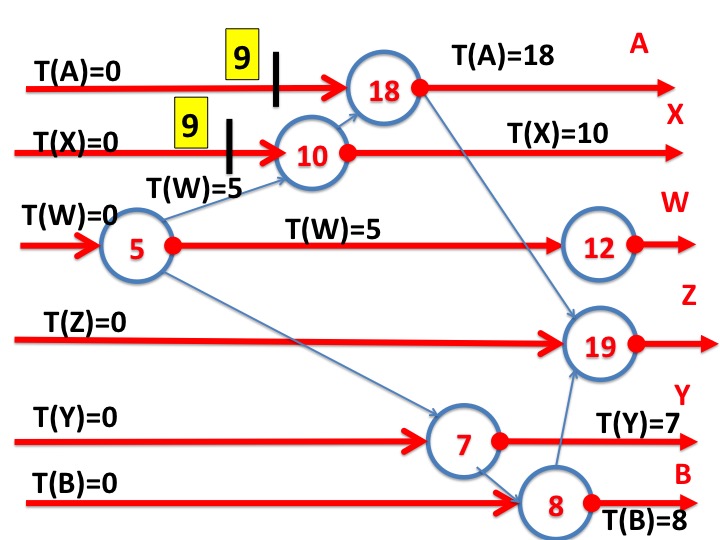 A
9
T(A)=18
T(A)=0
18
X
9
T(X)=10
T(X)=0
10
T(W)=5
W
T(W)=0
T(W)=5
5
12
Z
T(Z)=0
19
Y
T(Y)=0
T(Y)=7
7
B
T(B)=0
8
T(B)=8